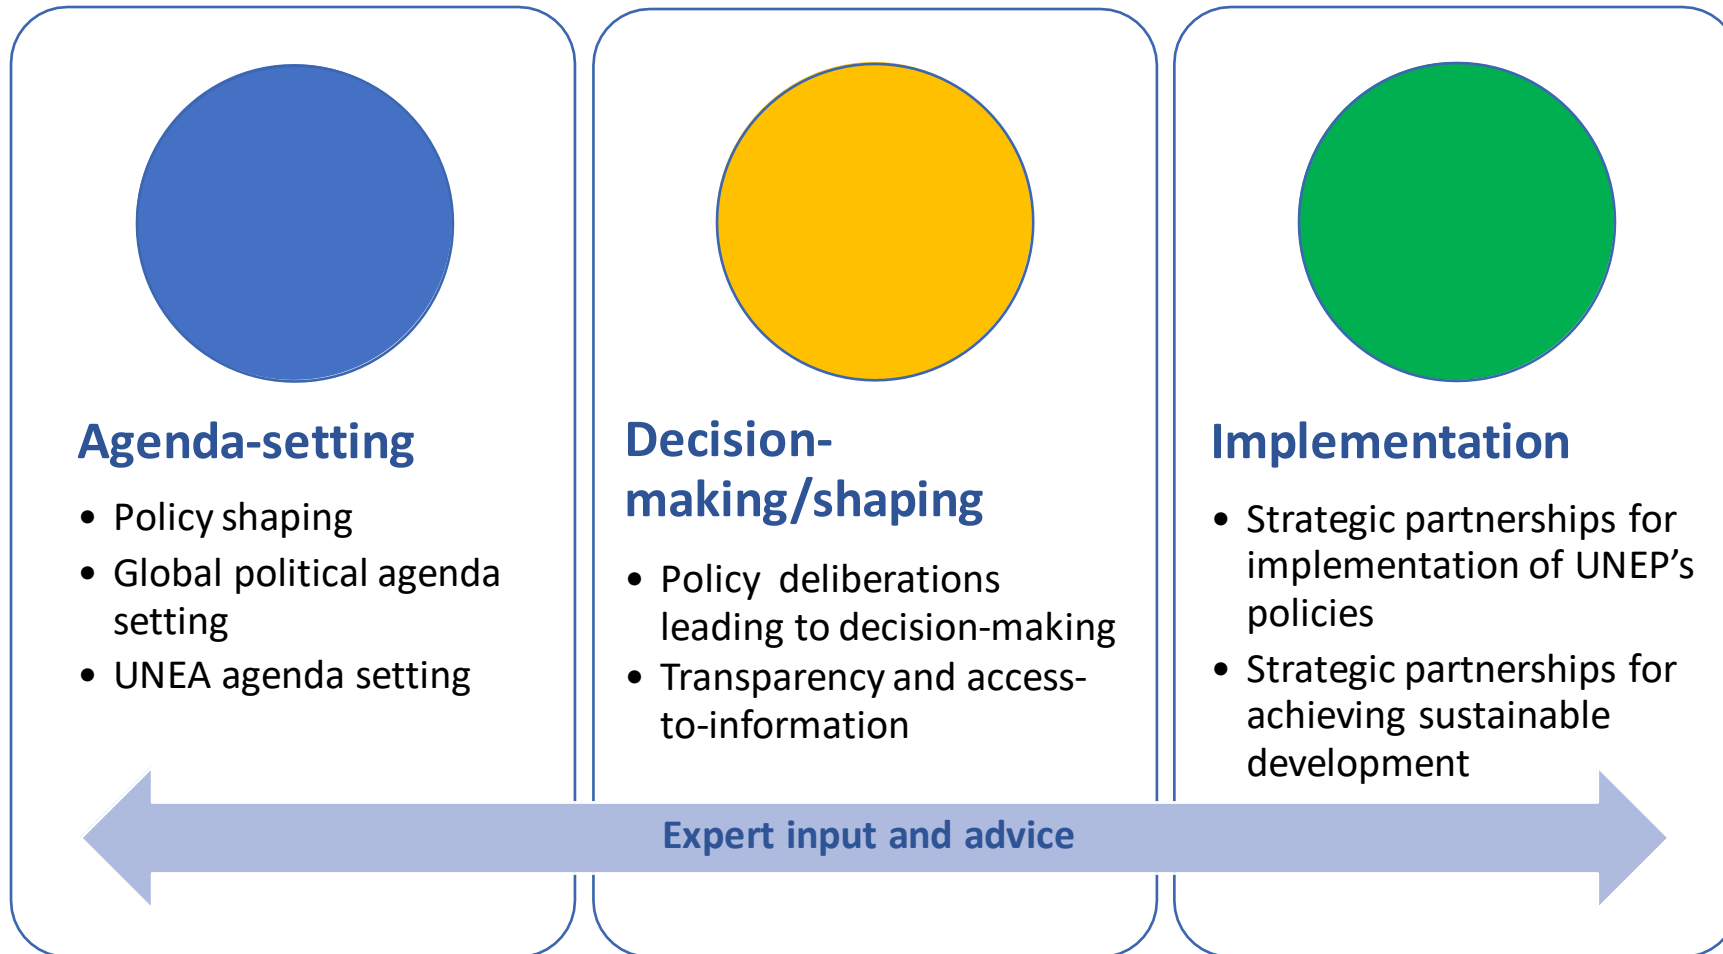 Agenda-setting
• Policy shaping
• Global political agenda
setting
• UNEA agenda setting
Decision-
making/shaping
• Policy deliberations
leading to decision-making
• Transparency and access-
to-information
Implementation
• Strategic partnerships for
implementation of UNEP’s
policies
• Strategic partnerships for
achieving sustainable
development
Expert input and advice